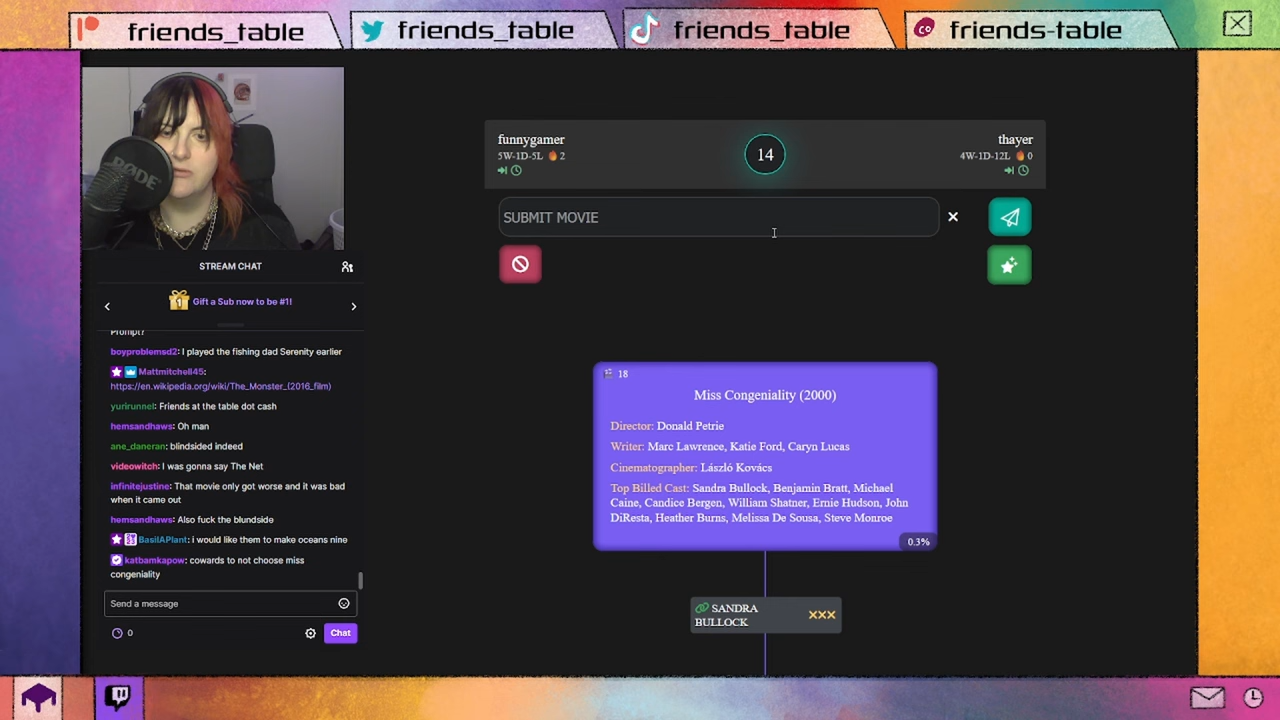 friends_table
friends_table
friends_table
co
friends-table
RØDE
STREAM CHAT
1
Gift a Sub now to be #1!
Prompt?
boyproblemsd2: I played the fishing dad Serenity earlier
Mattmitchell45:
https://en.wikipedia.org/wiki/The_Monster_(2016_film)
yurirunnel: Friends at the table dot cash
hemsandhaws: Oh man
ane_daneran: blindsided indeed
videowitch: I was gonna say The Net
infinitejustine: That movie only got worse and it was bad
when it came out
hemsandhaws: Also fuck the blundside
BasilAPlant: i would like them to make oceans nine
katbamkapow: cowards to not choose miss
congeniality
Send a message
0
Chat
funnygamer
5W-1D-5L 2
14
thayer
4W-1D-12L 0
SUBMIT MOVIE
18
Miss Congeniality (2000)
Director: Donald Petrie
Writer: Marc Lawrence, Katie Ford, Caryn Lucas
Cinematographer: László Kovács
Top Billed Cast: Sandra Bullock, Benjamin Bratt, Michael
Caine, Candice Bergen, William Shatner, Ernie Hudson, John
DiResta, Heather Burns, Melissa De Sousa, Steve Monroe
0.3%
SANDRA
BULLOCK
XXX